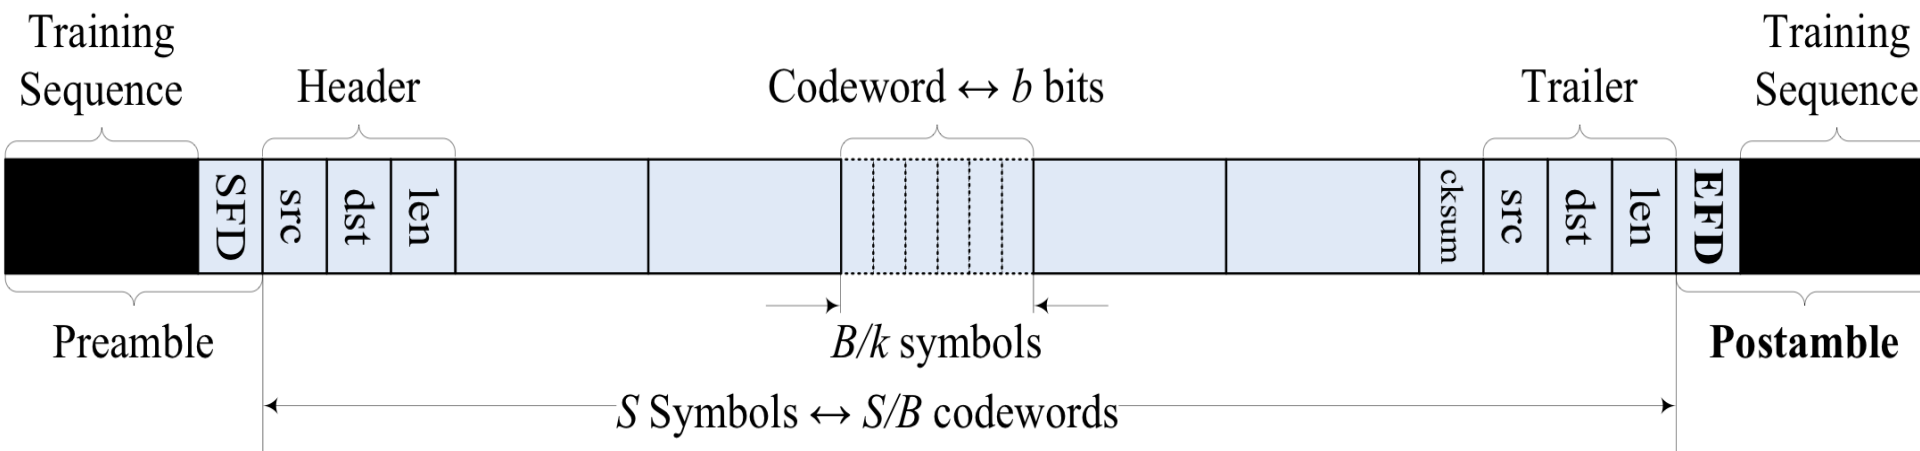 Training
Sequence
Header
Codeword ↔ b bits
Trailer
Training
Sequence
SFD
src
dst
len
cksum
src
dst
len
EFD
Preamble
B/k symbols
Postamble
S Symbols ↔ S/B codewords